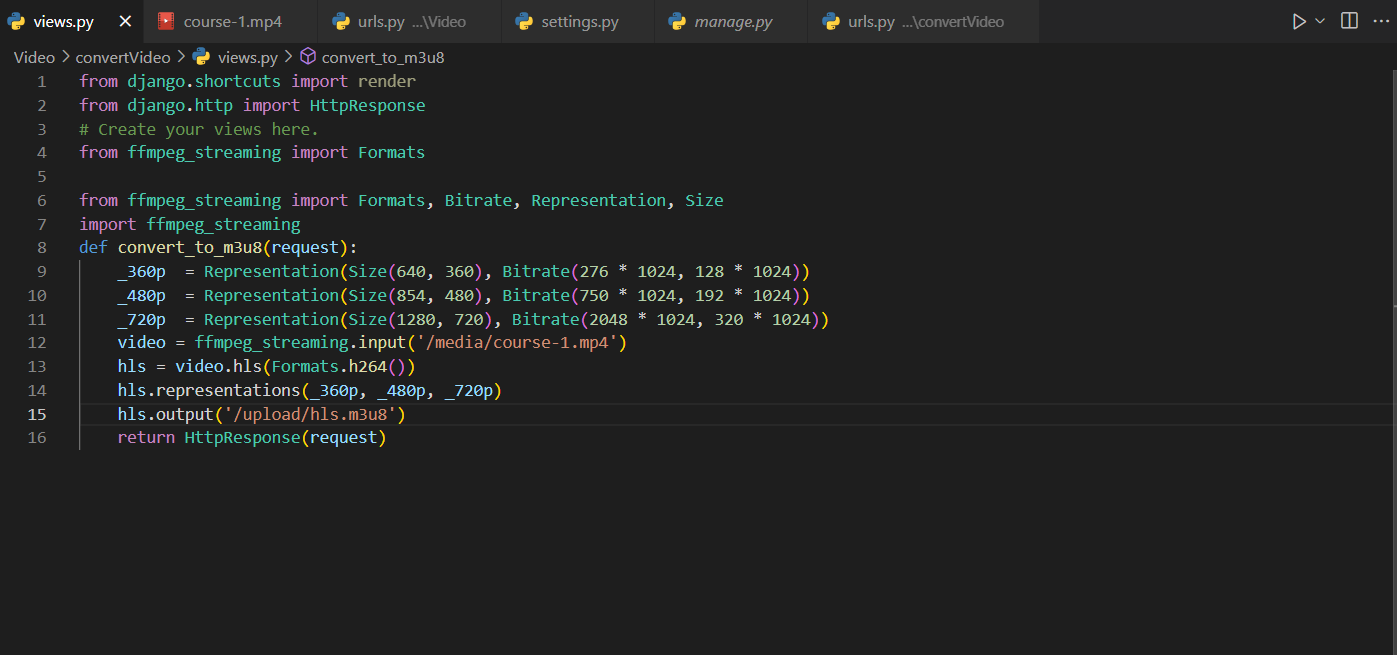 views.py course-1.mp4 urls.py ...\Video settings.py manage.py urls.py ...\convertVideo
Video > convertVideo > views.py > convert_to_m3u8
1 from django.shortcuts import render
2 from django.http import HttpResponse
3 # Create your views here.
4 from ffmpeg_streaming import Formats
5
6 from ffmpeg_streaming import Formats, Bitrate, Representation, Size
7 import ffmpeg_streaming
8 def convert_to_m3u8(request):
9     _360p  = Representation(Size(640, 360), Bitrate(276 * 1024, 128 * 1024))
10     _480p  = Representation(Size(854, 480), Bitrate(750 * 1024, 192 * 1024))
11     _720p  = Representation(Size(1280, 720), Bitrate(2048 * 1024, 320 * 1024))
12     video = ffmpeg_streaming.input('/media/course-1.mp4')
13     hls = video.hls(Formats.h264())
14     hls.representations(_360p, _480p, _720p)
15     hls.output('/upload/hls.m3u8')
16     return HttpResponse(request)